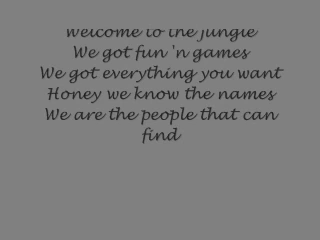 Welcome to the jungle
We got fun 'n games
We got everything you want
Honey we know the names
We are the people that can
find